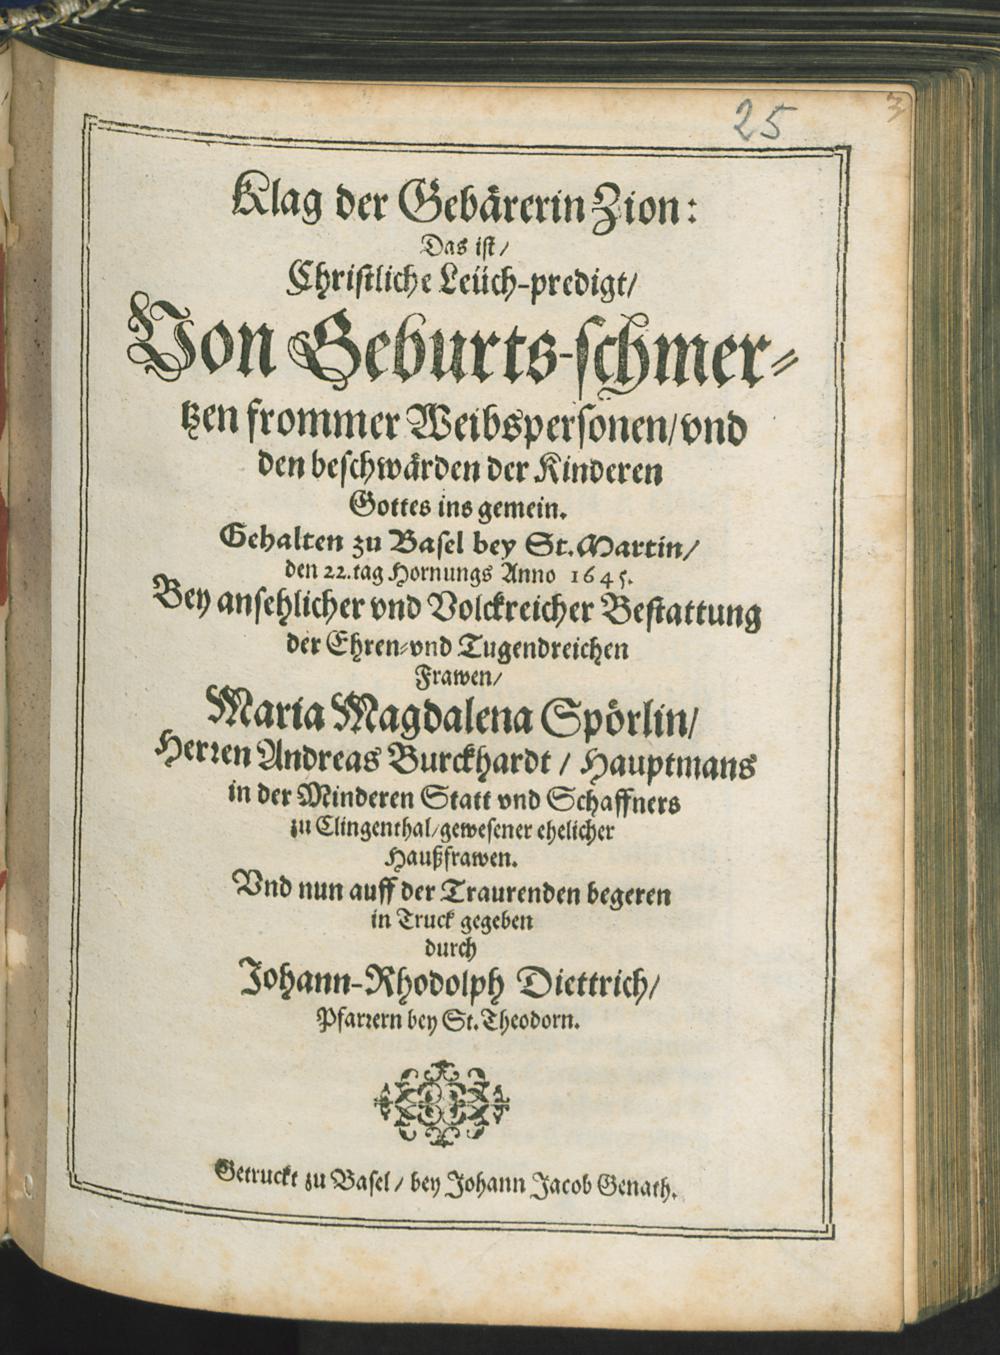 25
3
Klag der Gebärerin Zion:
Das ist/
Christliche Leüch-predigt/
Von Geburts-schmer-
tzen frommer Weibspersonen/vnd
den beschwärden der Kinderen
Gottes ins gemein.
Gehalten zu Basel bey St. Martin/
den 22. tag Hornungs Anno 1645.
Bey ansehlicher vnd Volckreicher Bestattung
der Ehren-vnd Tugendreichen
Frawen/
Maria Magdalena Spörlin/
Herren Andreas Burckhardt / Hauptmans
in der Minderen Statt vnd Schaffners
zu Clingenthal/gewesener ehelicher
Haußfrawen.
Vnd nun auff der Traurenden begeren
in Truck gegeben
durch
Johann-Rhodolph Diettrich/
Pfarrern bey St. Theodorn.
Getruckt zu Basel / bey Johann Jacob Genath.